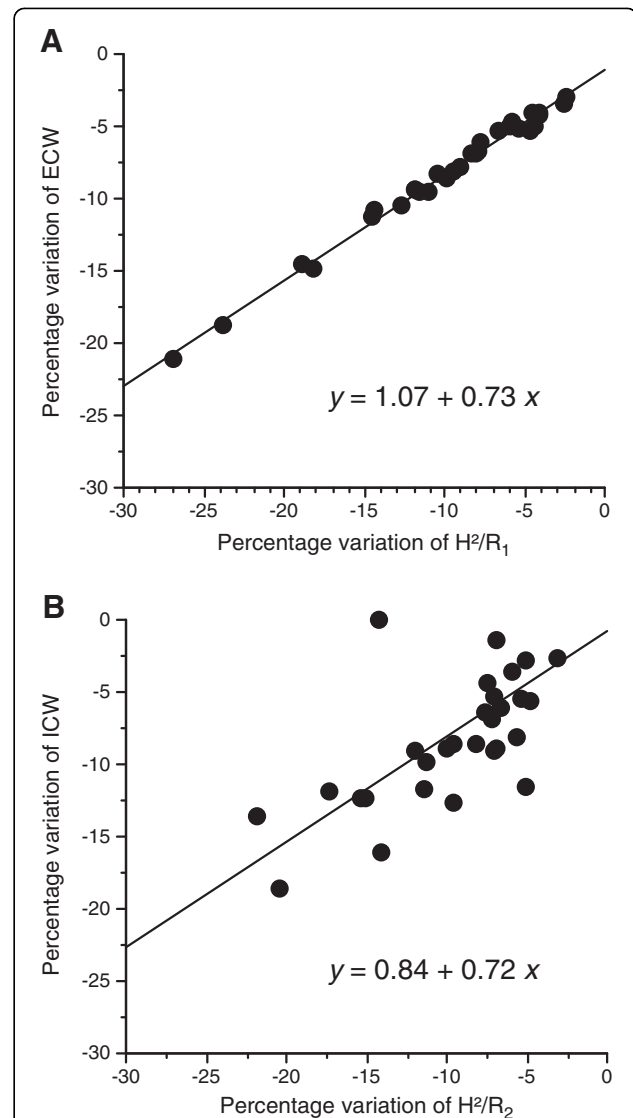 A
0
-5
-10
-15
-20
-25
-30
Percentage variation of ECW
y = 1.07 + 0.73 x
-30 -25 -20 -15 -10 -5 0
Percentage variation of H²/R₁
B
0
-5
-10
-15
-20
-25
-30
Percentage variation of ICW
y = 0.84 + 0.72 x
-30 -25 -20 -15 -10 -5 0
Percentage variation of H²/R₂